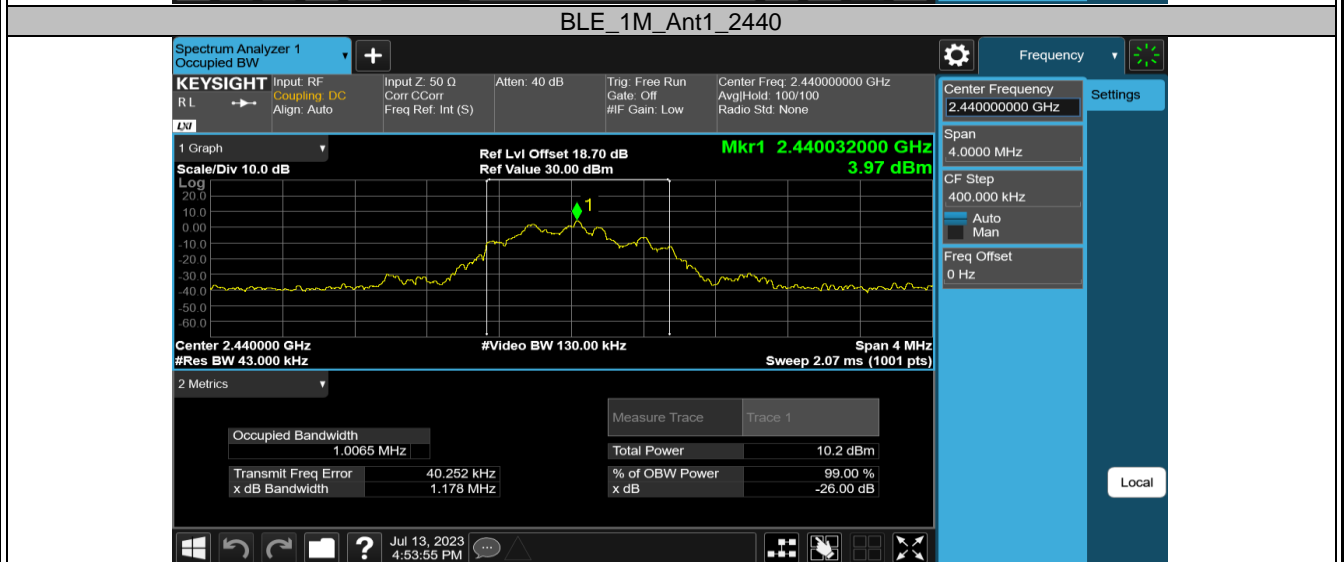 BLE_1M_Ant1_2440
Spectrum Analyzer 1
Occupied BW
+
Frequency
KEYSIGHT
R L
LXI
Input: RF
Coupling: DC
Align: Auto
Input Z: 50 Ω
Corr CCorr
Freq Ref: Int (S)
Atten: 40 dB
Trig: Free Run
Gate: Off
#IF Gain: Low
Center Freq: 2.440000000 GHz
Avg|Hold: 100/100
Radio Std: None
Center Frequency
2.440000000 GHz
Settings
Span
4.0000 MHz
CF Step
400.000 kHz
Auto
Man
Freq Offset
0 Hz
1 Graph
Scale/Div 10.0 dB
Ref Lvl Offset 18.70 dB
Ref Value 30.00 dBm
Mkr1 2.440032000 GHz
3.97 dBm
Log
20.0
10.0
0.00
-10.0
-20.0
-30.0
-40.0
-50.0
-60.0
1
Center 2.440000 GHz
#Res BW 43.000 kHz
#Video BW 130.00 kHz
Span 4 MHz
Sweep 2.07 ms (1001 pts)
2 Metrics
Measure Trace Trace 1
Occupied Bandwidth
1.0065 MHz
Total Power 10.2 dBm
Transmit Freq Error 40.252 kHz
% of OBW Power 99.00 %
x dB Bandwidth 1.178 MHz
x dB -26.00 dB
Local
?
Jul 13, 2023
4:53:55 PM